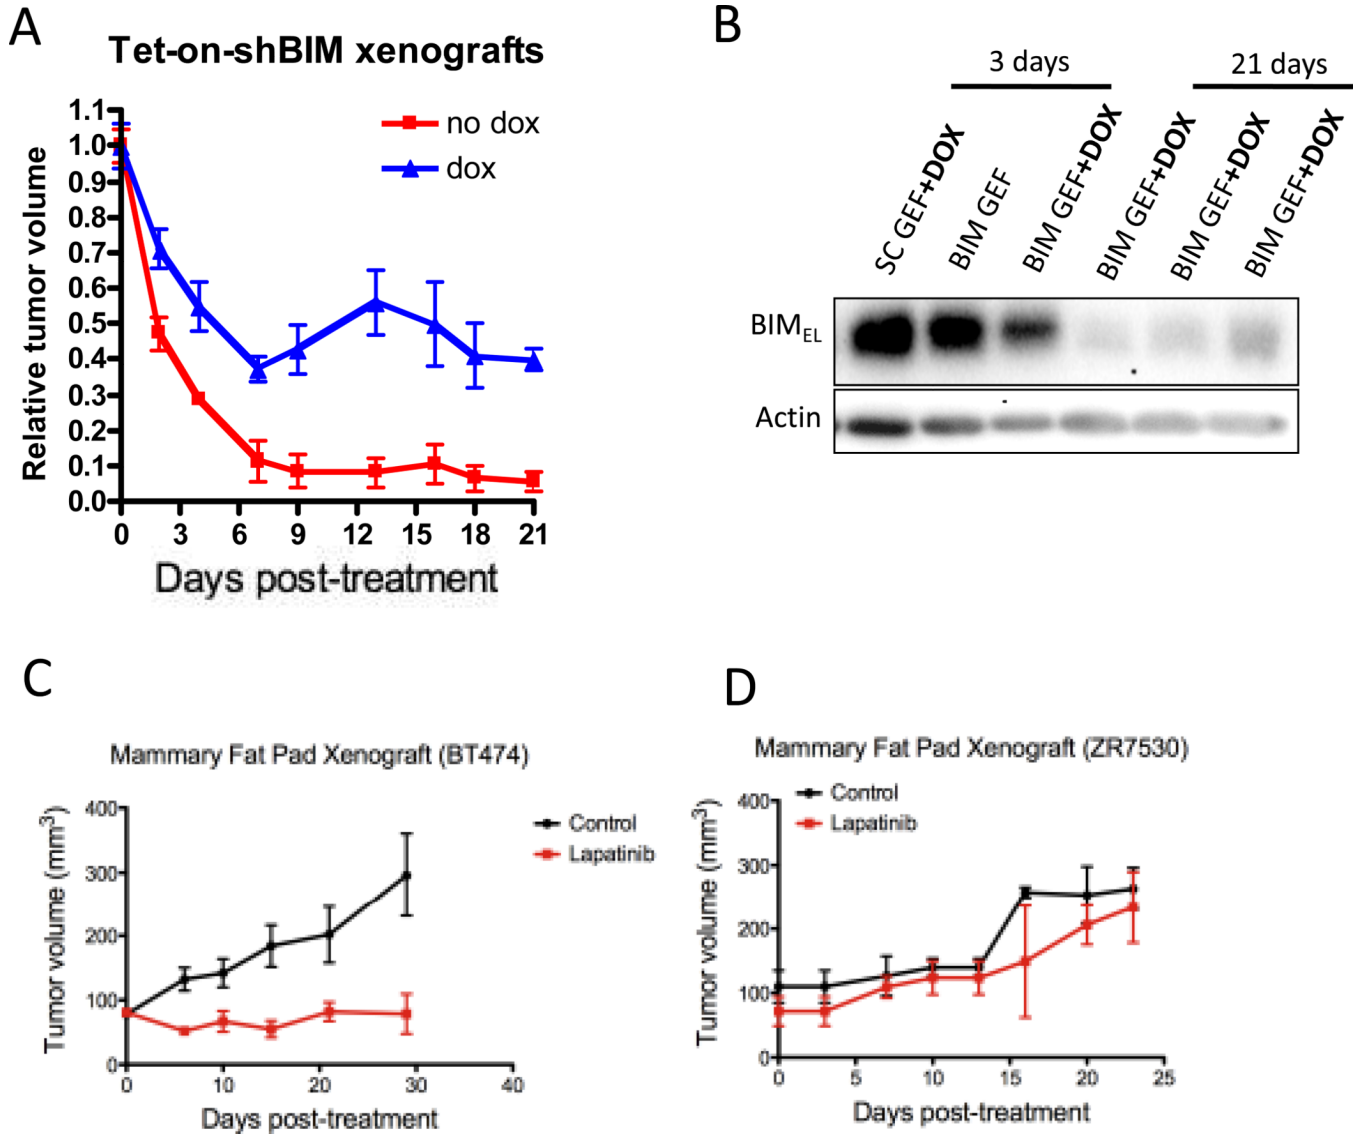 A
Tet-on-shBIM xenografts
no dox
dox
Relative tumor volume
1.1
1.0
0.9
0.8
0.7
0.6
0.5
0.4
0.3
0.2
0.1
0.0
0 3 6 9 12 15 18 21
Days post-treatment
B
3 days
21 days
SC GEF+DOX
BIM GEF
BIM GEF+DOX
BIM GEF+DOX
BIM GEF+DOX
BIM GEF+DOX
BIMEL
Actin
C
Mammary Fat Pad Xenograft (BT474)
Tumor volume (mm3)
400
300
200
100
0
0 10 20 30 40
Days post-treatment
Control
Lapatinib
D
Mammary Fat Pad Xenograft (ZR7530)
Control
Lapatinib
Tumor volume (mm3)
400
300
200
100
0
0 5 10 15 20 25
Days post-treatment